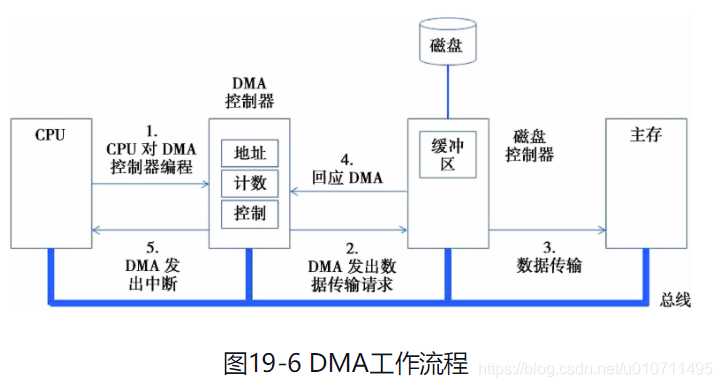 磁盘
DMA
控制器
CPU
1.
CPU 对 DMA
控制器编程
地址
计数
控制
4.
回应 DMA
缓冲
区
磁盘
控制器
主存
5.
DMA 发
出中断
2.
DMA 发出数
据传输请求
3.
数据传输
总线
图19-6 DMA工作流程
https://blog.csdn.net/u010711495